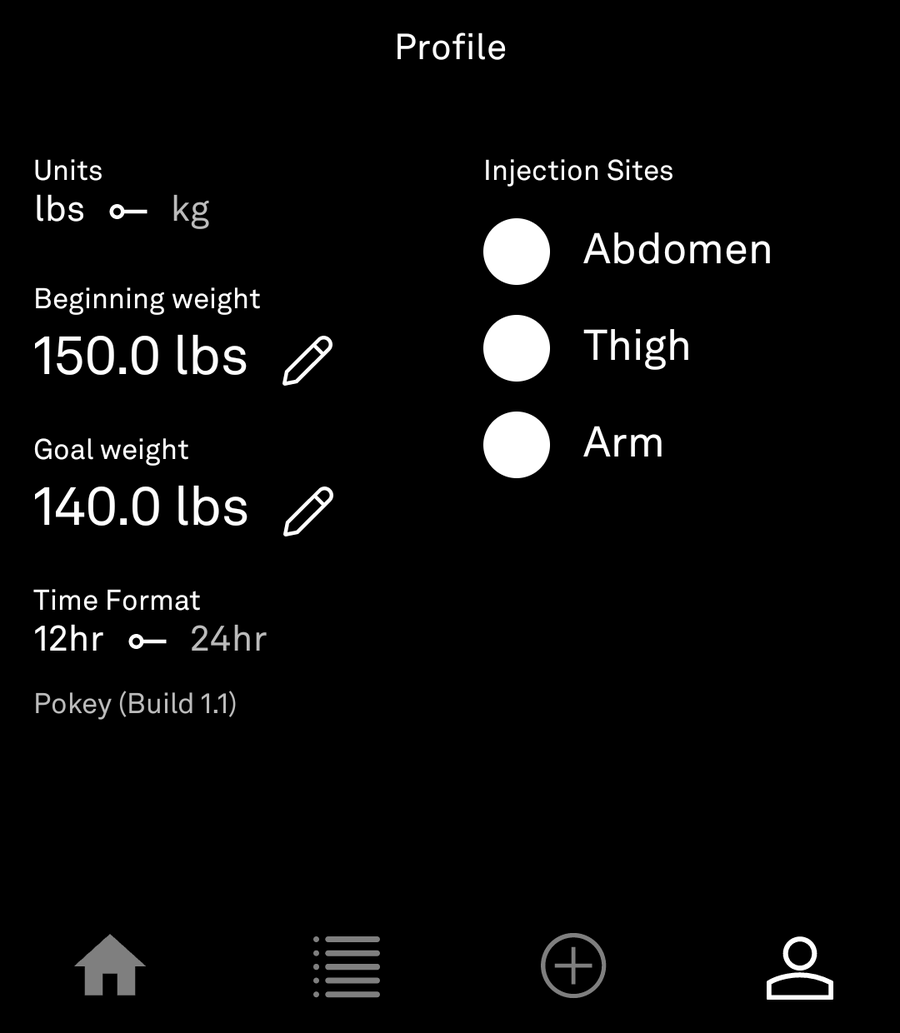 Profile
Units
lbs kg
Beginning weight
150.0 lbs
Goal weight
140.0 lbs
Time Format
12hr 24hr
Pokey (Build 1.1)
Injection Sites
Abdomen
Thigh
Arm